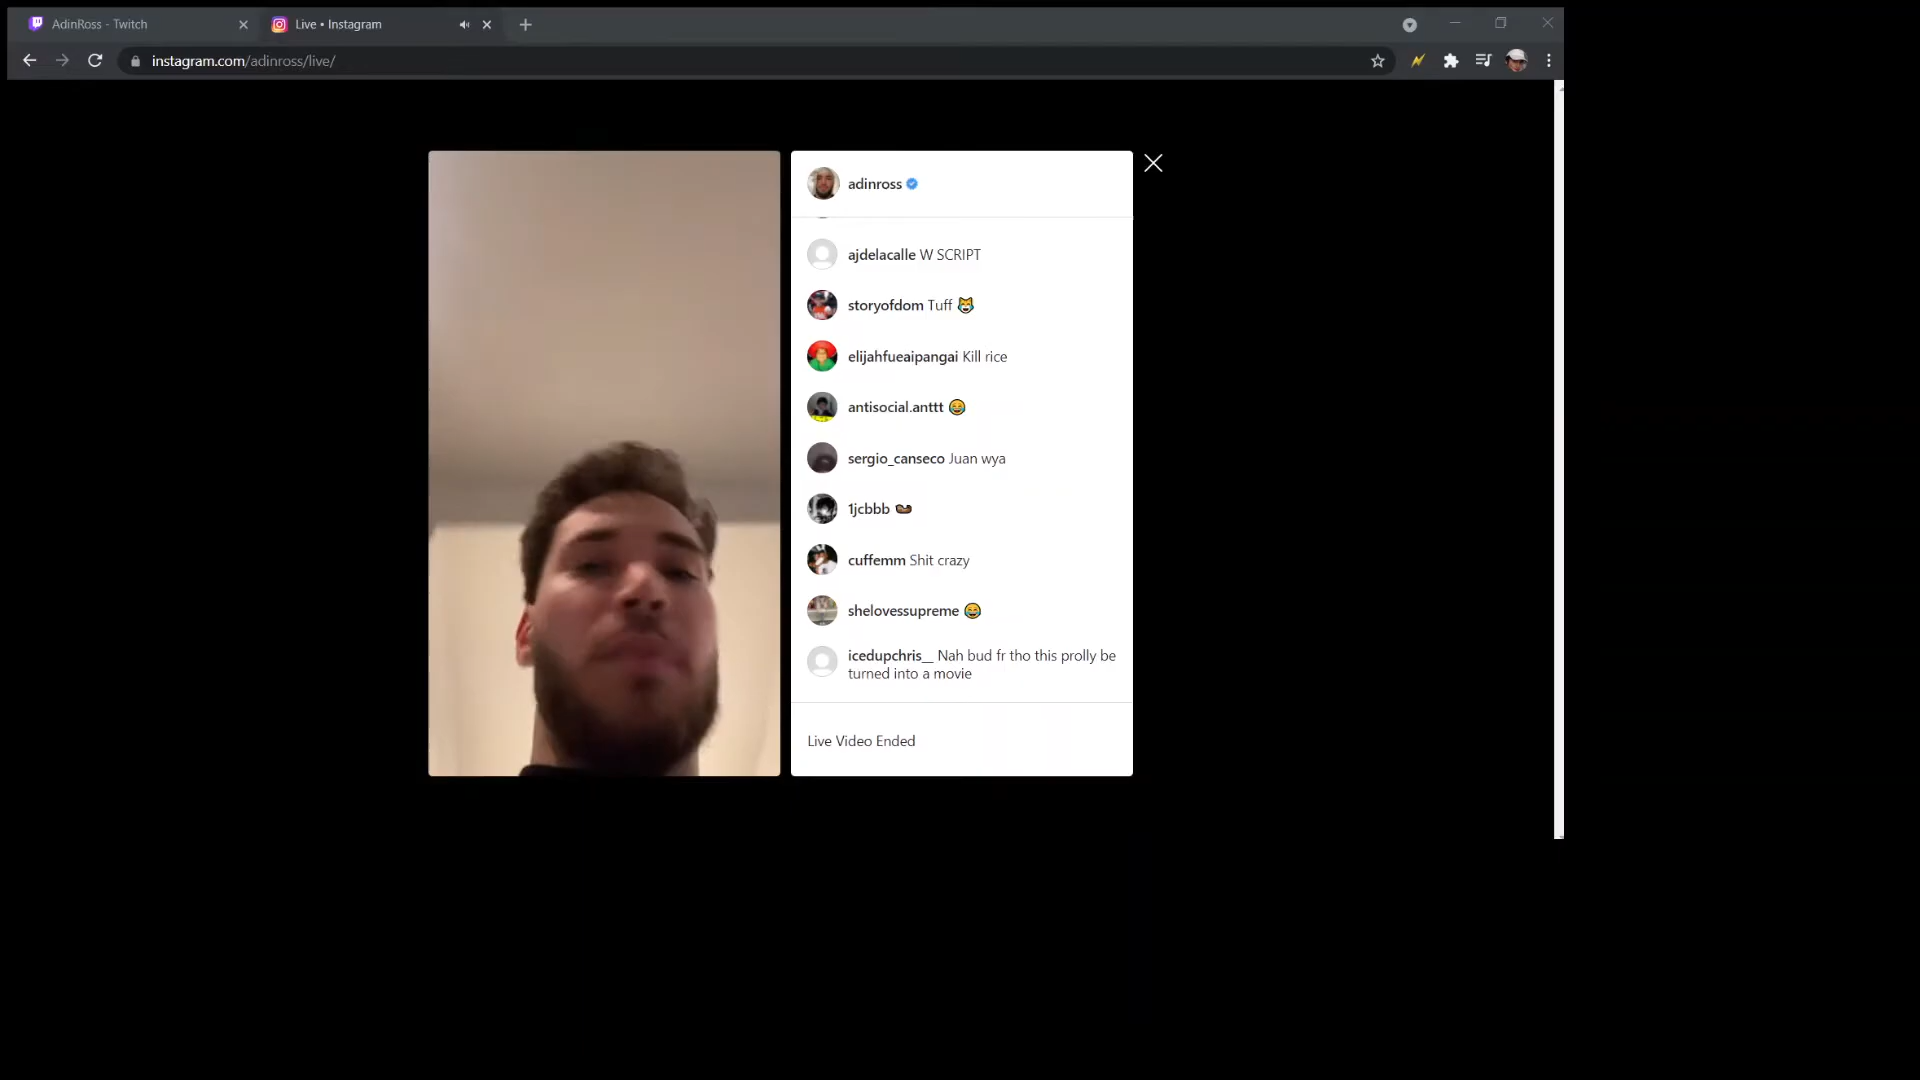 AdinRoss - Twitch
Live • Instagram
instagram.com/adinross/live/
adinross
ajdelacalle W SCRIPT
storyofdom Tuff 😹
elijahfueaipangai Kill rice
antisocial.anttt 😂
sergio_canseco Juan wya
1jcbbb
cuffemm Shit crazy
shelovessupreme 😂
icedupchris__ Nah bud fr tho this prolly be
turned into a movie
Live Video Ended